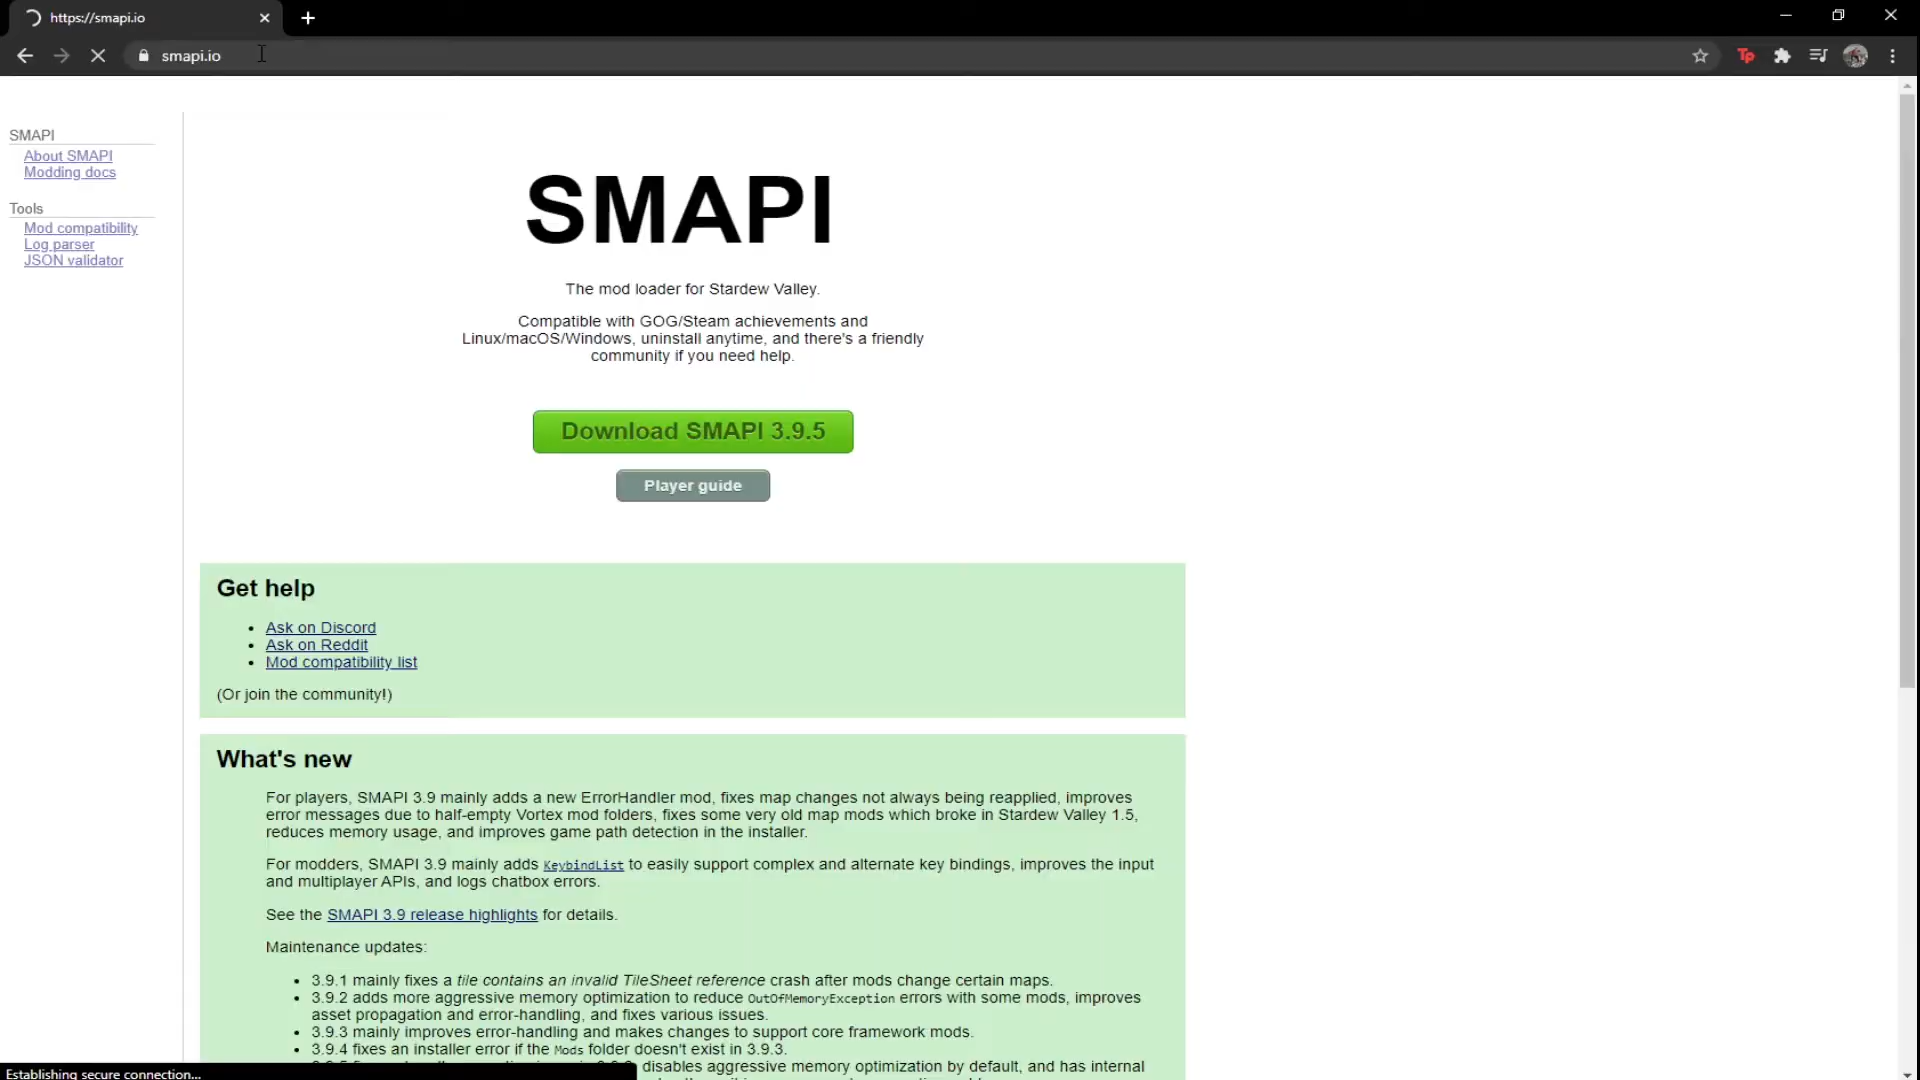 https://smapi.io
smapi.io
Tp
SMAPI
About SMAPI
Modding docs
Tools
Mod compatibility
Log parser
JSON validator
SMAPI
The mod loader for Stardew Valley.
Compatible with GOG/Steam achievements and
Linux/macOS/Windows, uninstall anytime, and there's a friendly
community if you need help.
Download SMAPI 3.9.5
Player guide
Get help
• Ask on Discord
• Ask on Reddit
• Mod compatibility list
(Or join the community!)
What's new
For players, SMAPI 3.9 mainly adds a new ErrorHandler mod, fixes map changes not always being reapplied, improves
error messages due to half-empty Vortex mod folders, fixes some very old map mods which broke in Stardew Valley 1.5,
reduces memory usage, and improves game path detection in the installer.
For modders, SMAPI 3.9 mainly adds KeybindList to easily support complex and alternate key bindings, improves the input
and multiplayer APIs, and logs chatbox errors.
See the SMAPI 3.9 release highlights for details.
Maintenance updates:
• 3.9.1 mainly fixes a tile contains an invalid TileSheet reference crash after mods change certain maps.
• 3.9.2 adds more aggressive memory optimization to reduce OutOfMemoryException errors with some mods, improves
asset propagation and error-handling, and fixes various issues.
• 3.9.3 mainly improves error-handling and makes changes to support core framework mods.
• 3.9.4 fixes an installer error if the Mods folder doesn't exist in 3.9.3.
disables aggressive memory optimization by default, and has internal
Establishing secure connection...